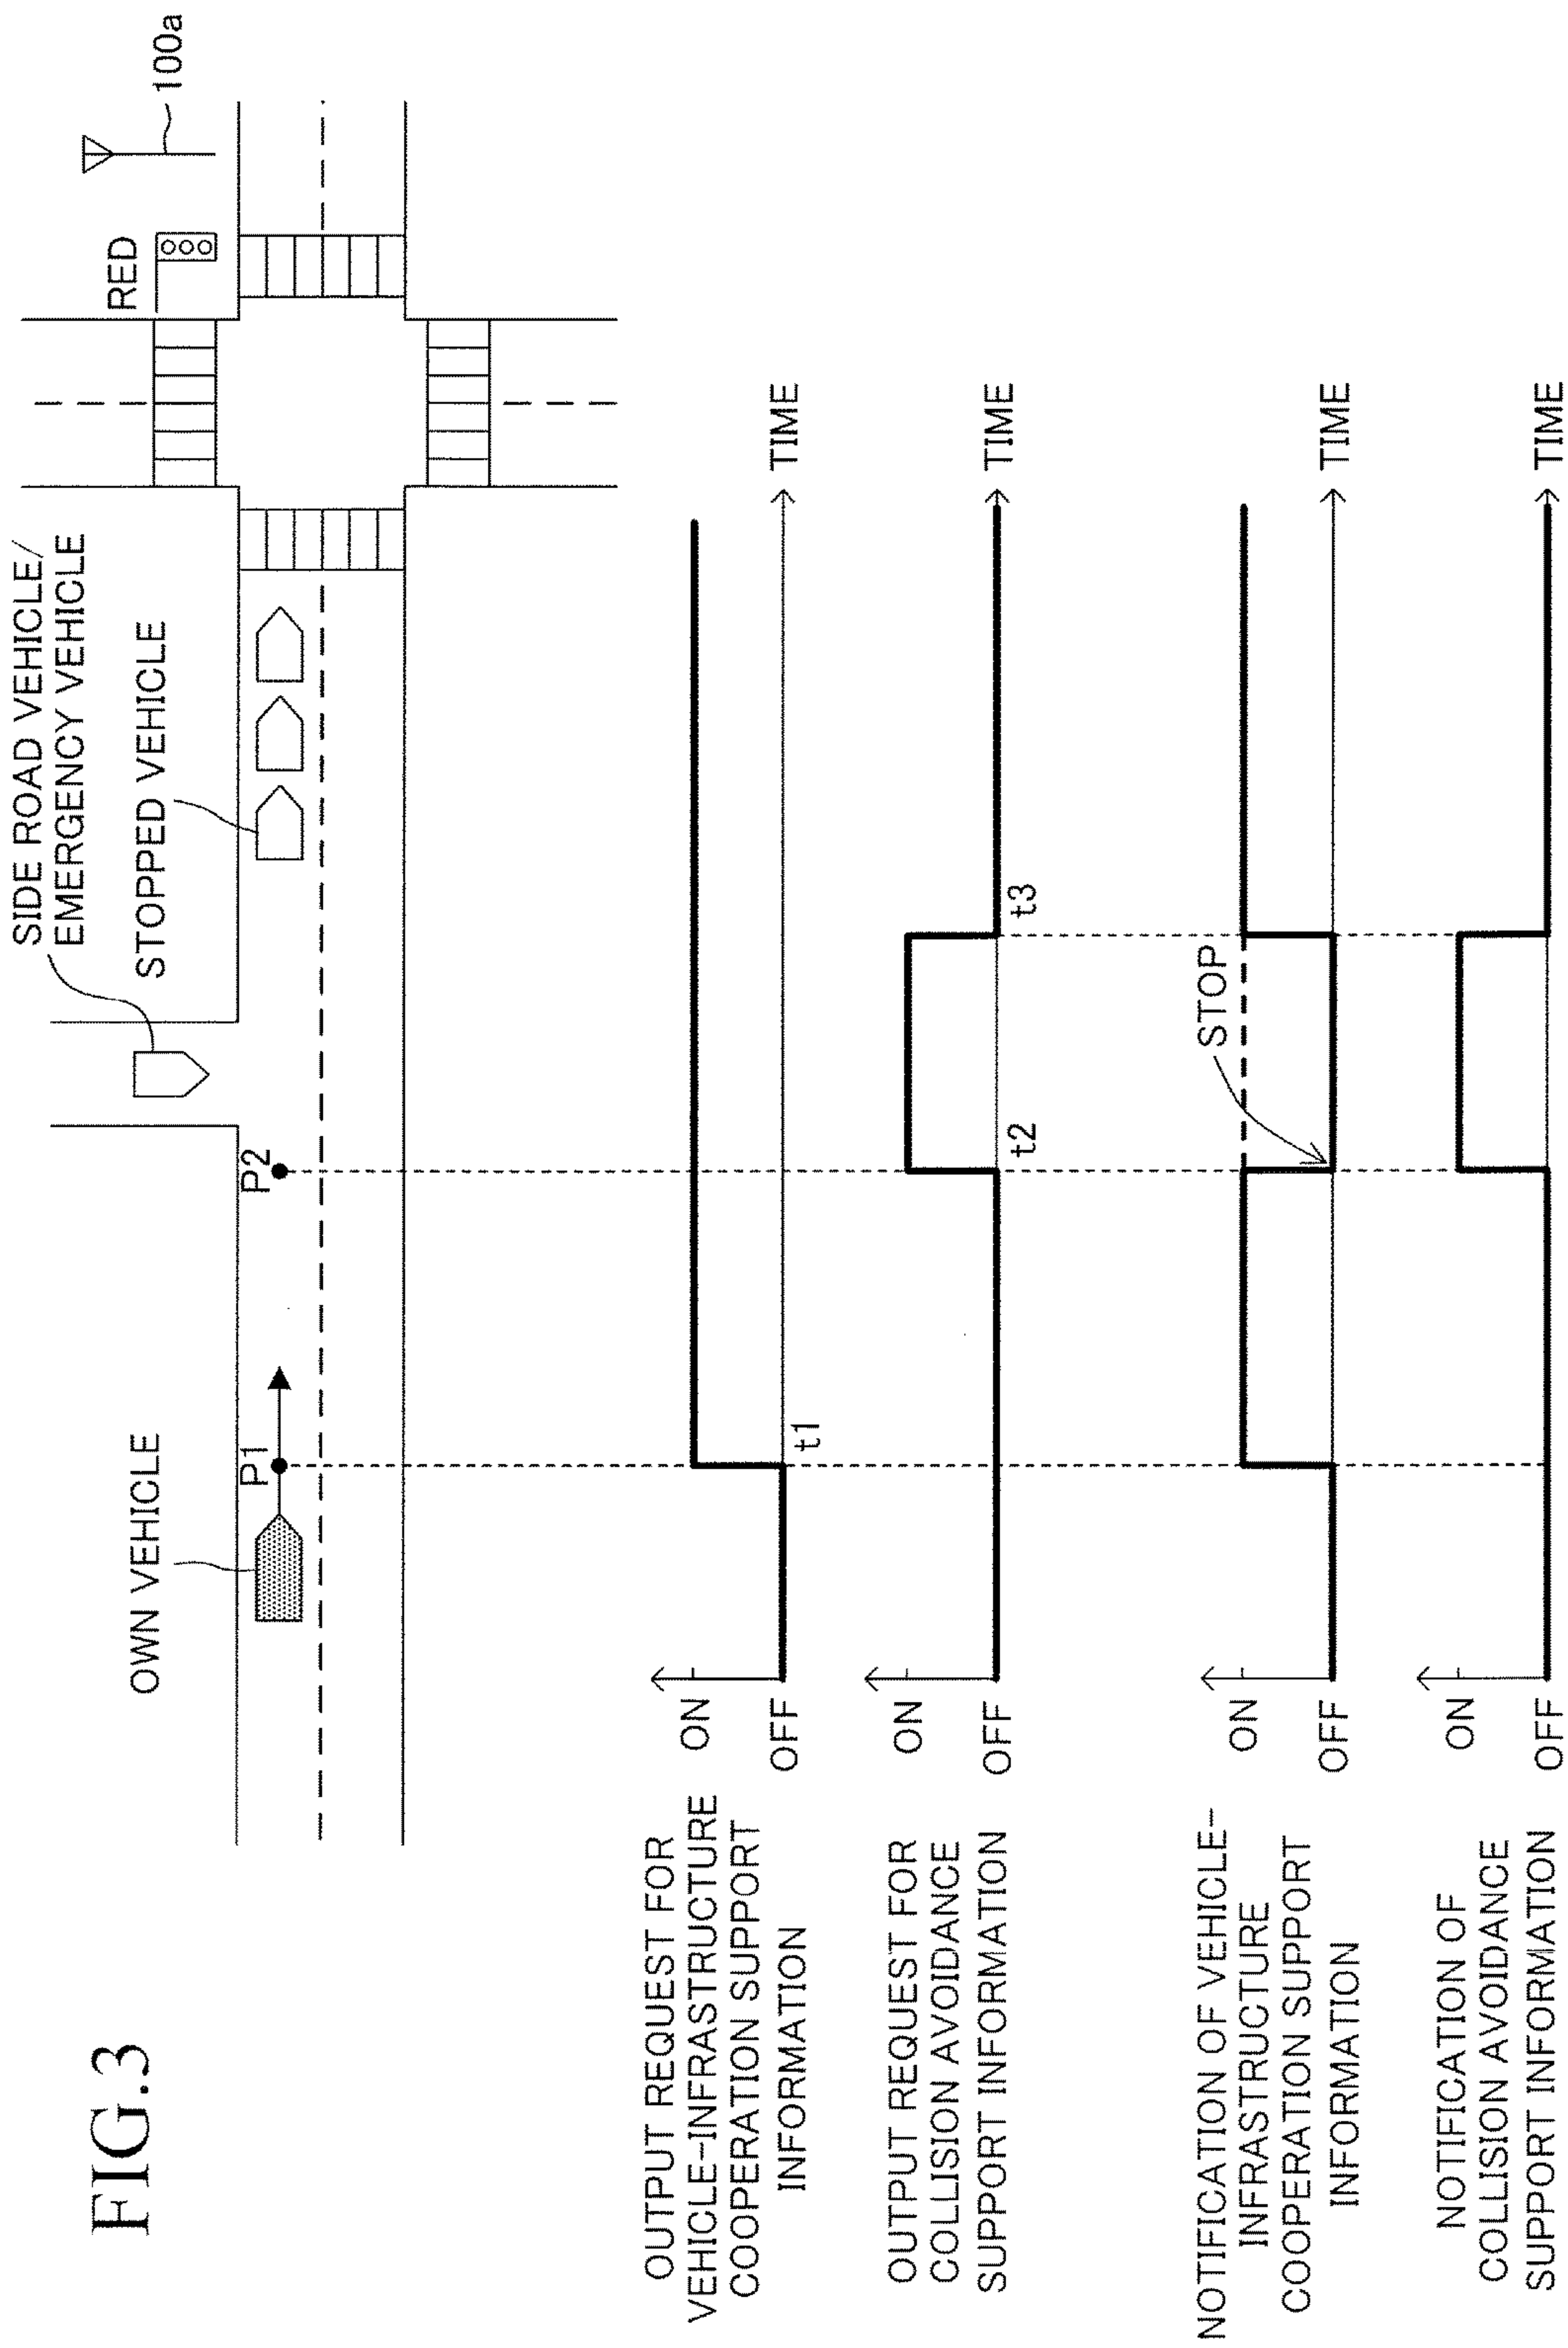 FIG.3
SIDE ROAD VEHICLE/
EMERGENCY VEHICLE
STOPPED VEHICLE
OWN VEHICLE
RED
100a
P1
P2
OUTPUT REQUEST FOR
VEHICLE-INFRASTRUCTURE
COOPERATION SUPPORT
INFORMATION
ON
OFF
t1
TIME
OUTPUT REQUEST FOR
COLLISION AVOIDANCE
SUPPORT INFORMATION
ON
OFF
t2
t3
TIME
NOTIFICATION OF VEHICLE-
INFRASTRUCTURE
COOPERATION SUPPORT
INFORMATION
ON
OFF
STOP
TIME
NOTIFICATION OF
COLLISION AVOIDANCE
SUPPORT INFORMATION
ON
OFF
TIME